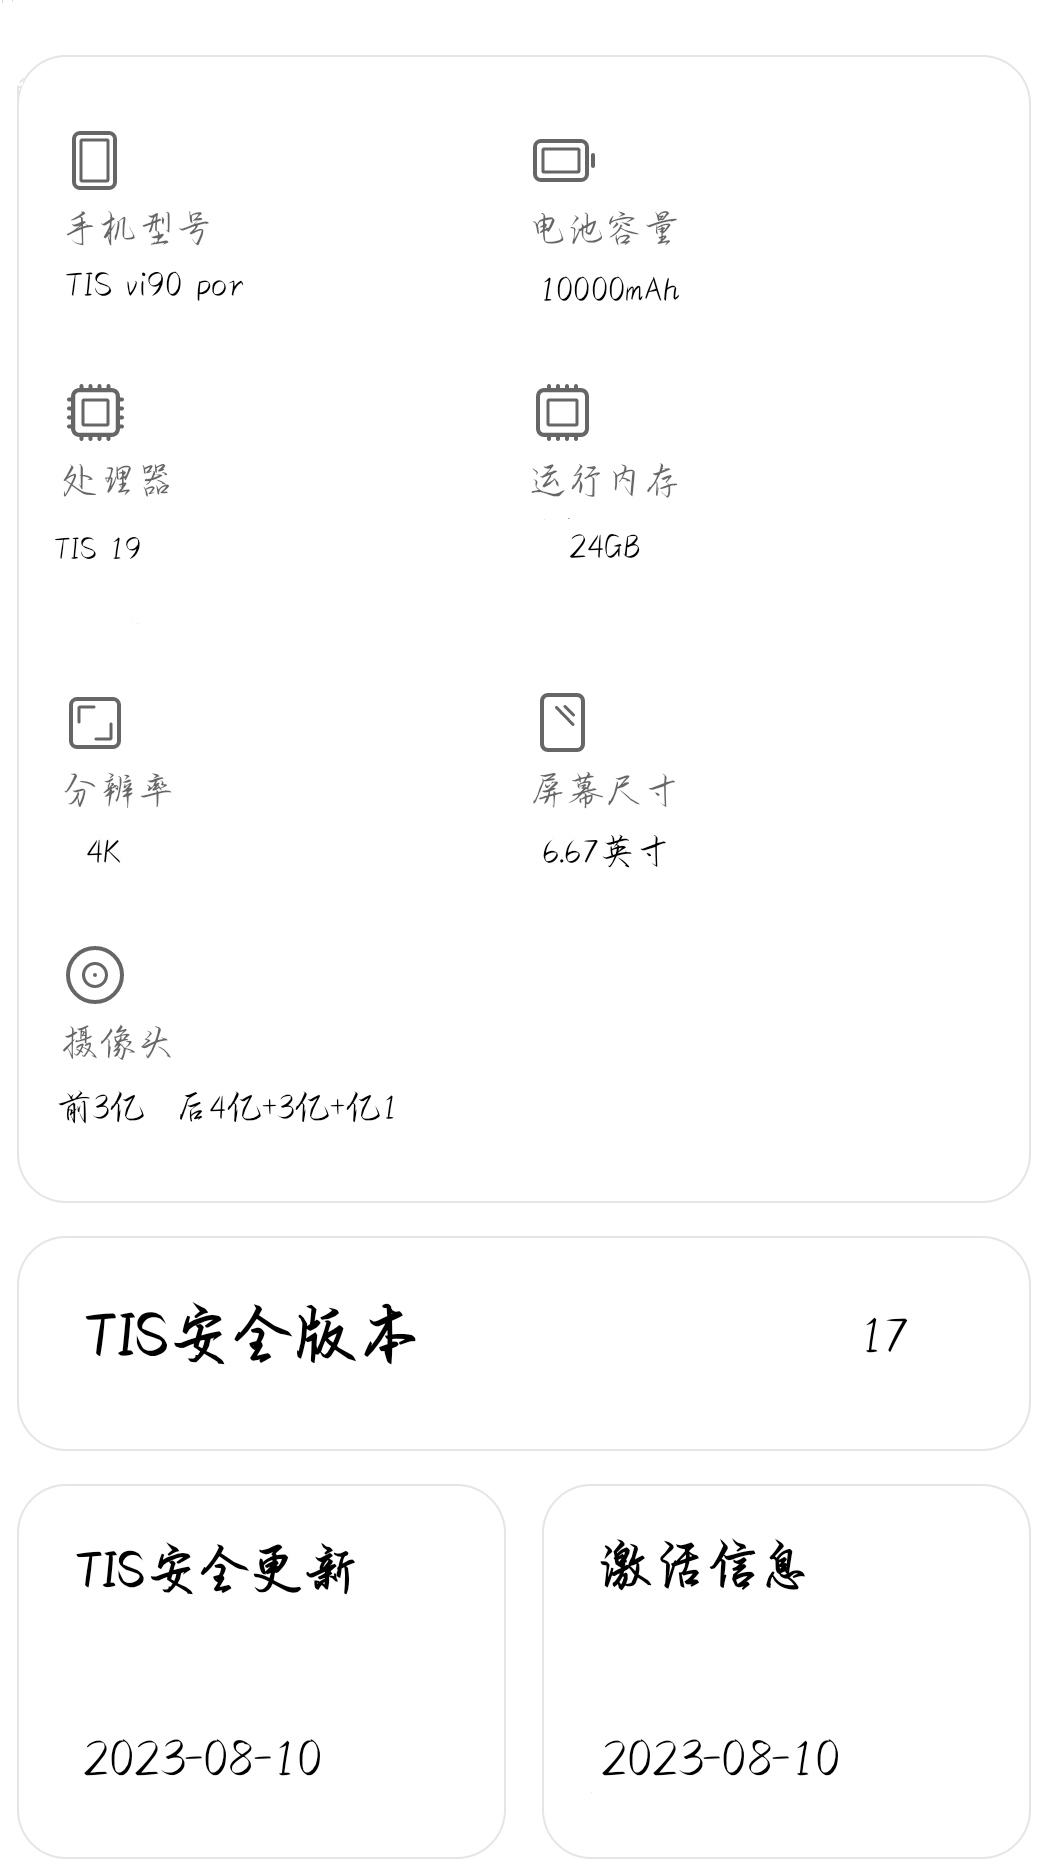 手机型号
电池容量
TIS vi90 por
10000mAh
处理器
运行内存
TIS 19
24GB
分辨率
屏幕尺寸
4K
6.67英寸
摄像头
前3亿 后4亿+3亿+亿1
TIS安全版本
17
TIS安全更新
激活信息
2023-08-10
2023-08-10